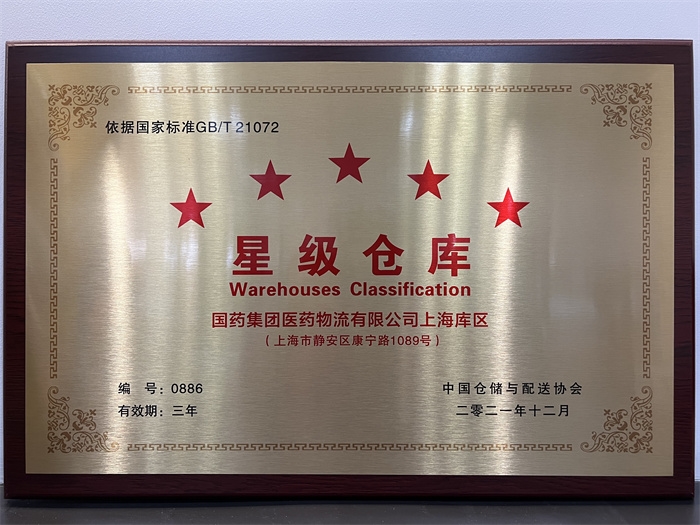 依据国家标准GB/T 21072
星级仓库
Warehouses Classification
国药集团医药物流有限公司上海库区
（上海市静安区康宁路1089号）
编 号：0886
有效期：三年
中国仓储与配送协会
二零二一年十二月